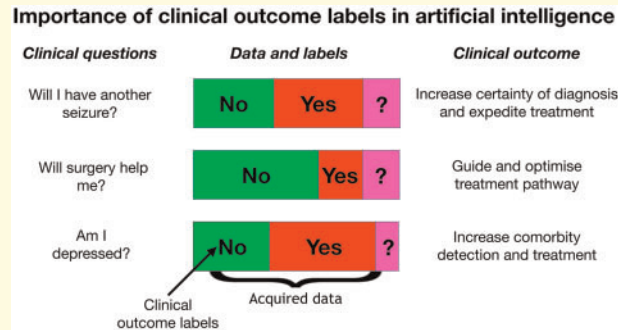 Importance of clinical outcome labels in artificial intelligence
Clinical questions
Data and labels
Clinical outcome
Will I have another
seizure?
No Yes ?
Increase certainty of diagnosis
and expedite treatment
Will surgery help
me?
No Yes ?
Guide and optimise
treatment pathway
Am I
depressed?
No Yes ?
Increase comorbity
detection and treatment
Clinical
outcome labels
Acquired data